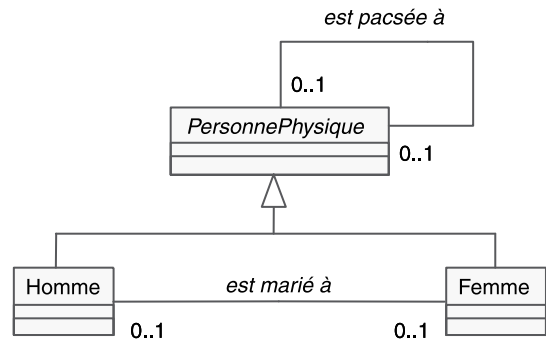 est pacsée à
0..1
PersonnePhysique
0..1
Homme
est marié à
Femme
0..1
0..1